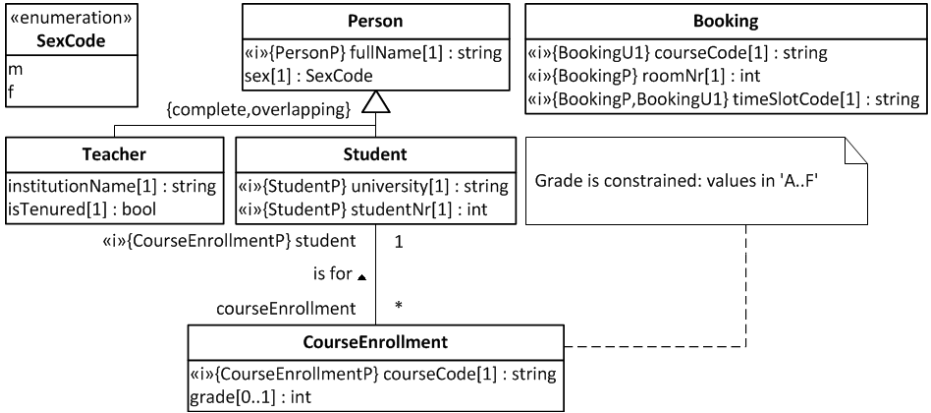 «enumeration»
SexCode
m
f
Person
«i»{PersonP} fullName[1] : string
sex[1] : SexCode
Booking
«i»{BookingU1} courseCode[1] : string
«i»{BookingP} roomNr[1] : int
«i»{BookingP,BookingU1} timeSlotCode[1] : string
{complete,overlapping}
Teacher
institutionName[1] : string
isTenured[1] : bool
Student
«i»{StudentP} university[1] : string
«i»{StudentP} studentNr[1] : int
Grade is constrained: values in 'A..F'
«i»{CourseEnrollmentP} student 1
is for
courseEnrollment *
CourseEnrollment
«i»{CourseEnrollmentP} courseCode[1] : string
grade[0..1] : int